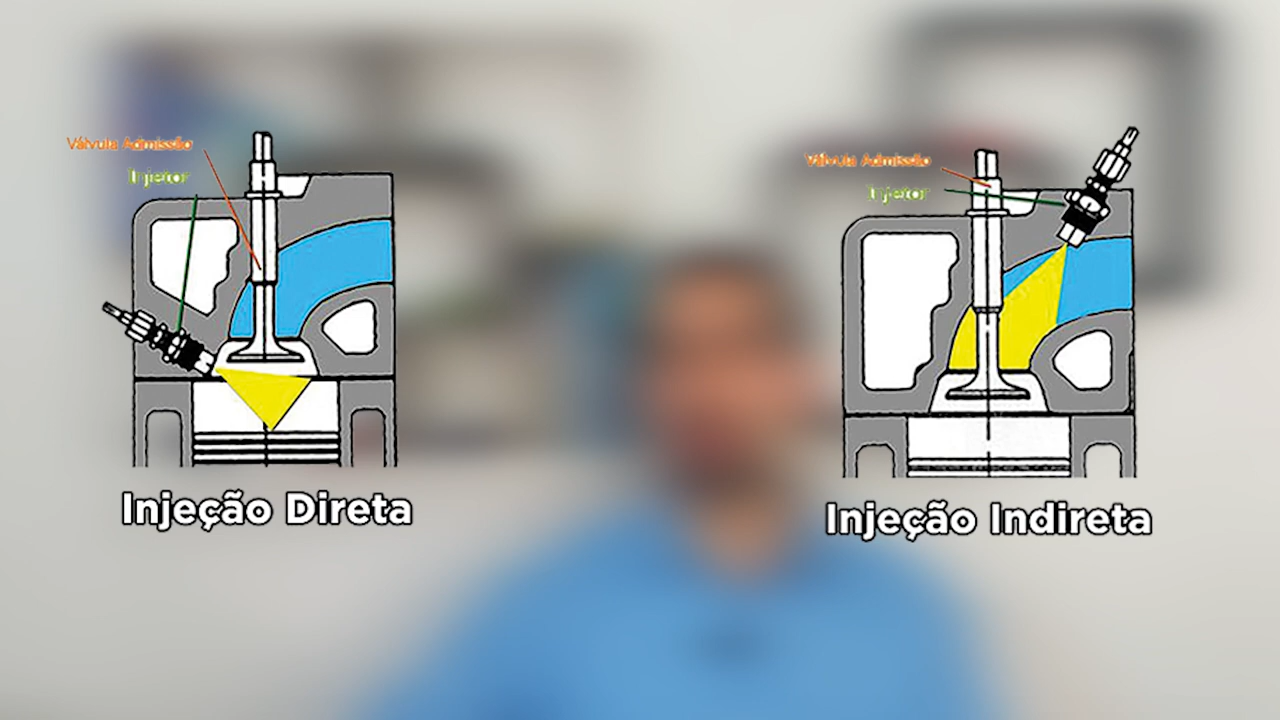 Válvula Admissão
Injetor
Injeção Direta
Válvula Admissão
Injetor
Injeção Indireta